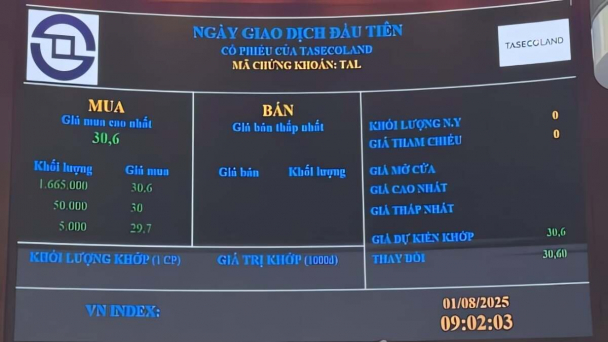 NGÀY GIAO DỊCH ĐẦU TIÊN
CỔ PHIẾU CỦA TASECOLAND
MÃ CHỨNG KHOÁN: TAL
TASECOLAND
MUA
Giá mua cao nhất
30,6
Khối lượng Giá mua
1.665.000 30,6
50.000 30
5.000 29,7
BÁN
Giá bán thấp nhất
Giá bán Khối lượng
KHỐI LƯỢNG N.Y 0
GIÁ THAM CHIẾU 0
GIÁ MỞ CỬA
GIÁ CAO NHẤT
GIÁ THẤP NHẤT
GIÁ DỰ KIẾN KHỚP 30,6
THAY ĐỔI 30,60
KHỐI LƯỢNG KHỚP (1 CP)
GIÁ TRỊ KHỚP (1000đ)
VN INDEX:
01/08/2025
09:02:03